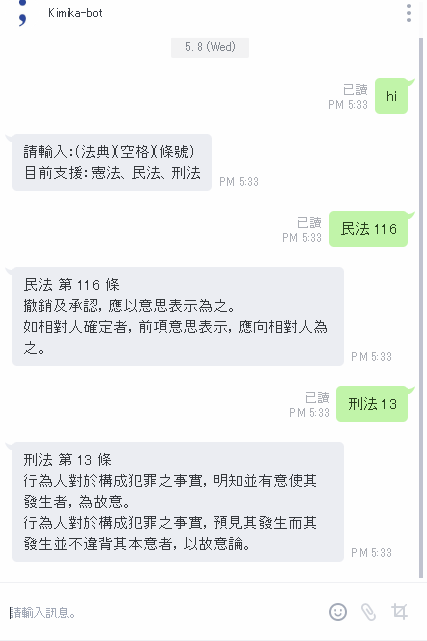 Kimika-bot
5. 8 (Wed)
已讀
PM 5:33
hi
請輸入:(法典)(空格)(條號)
目前支援:憲法、民法、刑法
PM 5:33
已讀
PM 5:33
民法 116
民法 第 116 條
撤銷及承認, 應以意思表示為之。
如相對人確定者, 前項意思表示, 應向相對人為
之。
PM 5:33
已讀
PM 5:33
刑法 13
刑法 第 13 條
行為人對於構成犯罪之事實, 明知並有意使其
發生者, 為故意。
行為人對於構成犯罪之事實, 預見其發生而其
發生並不違背其本意者, 以故意論。
PM 5:33
請輸入訊息。